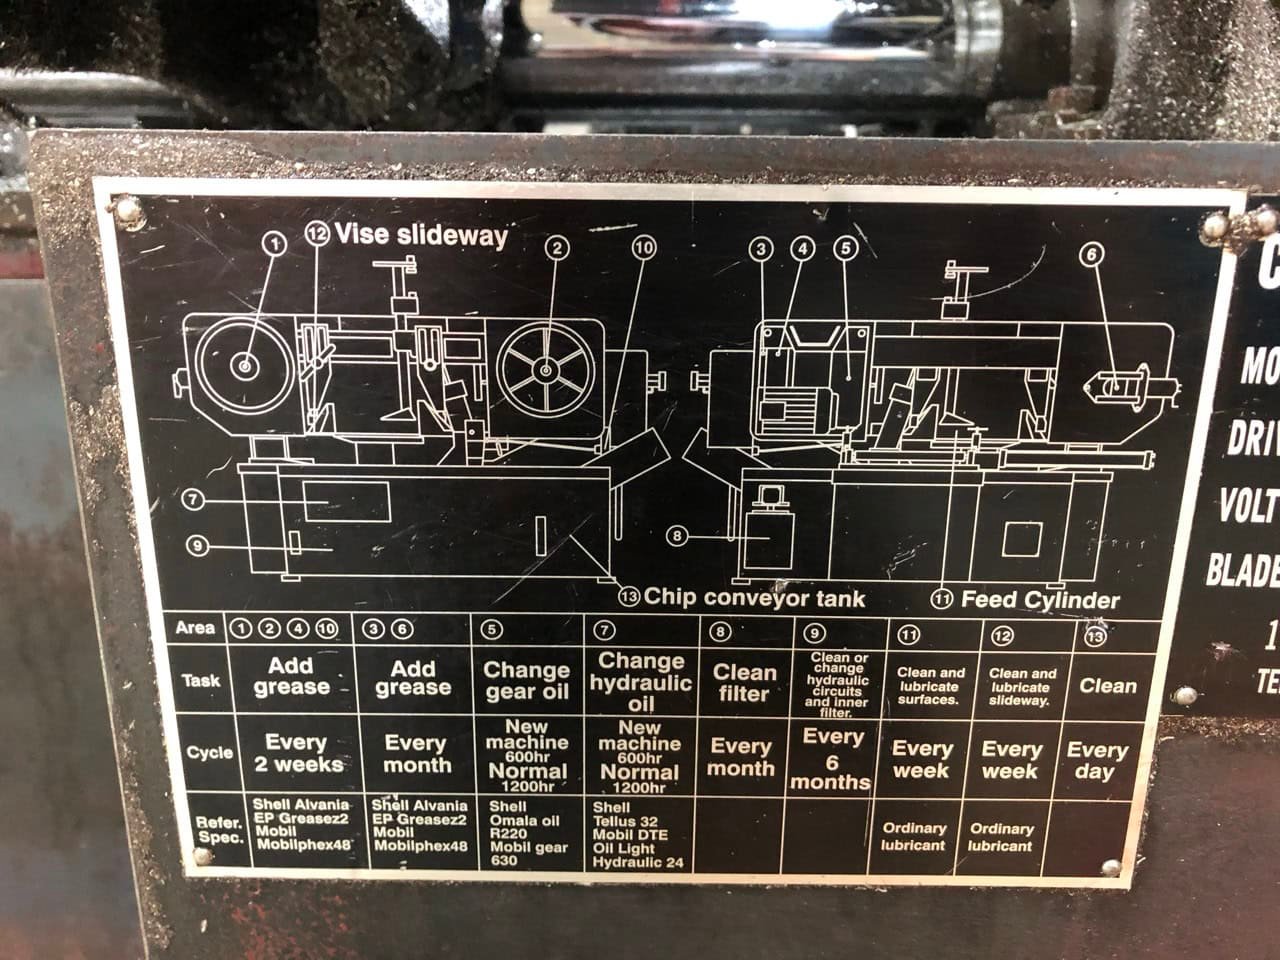 ① ⑫ Vise slideway ② ⑩ ③ ④ ⑤ ⑥
⑦
⑨
⑧
⑬ Chip conveyor tank
⑪ Feed Cylinder
Area ① ② ④ ⑩ ③ ⑥ ⑤ ⑦ ⑧ ⑨ ⑪ ⑫ ⑬
Task
Add
grease
Add
grease
Change
gear oil
Change
hydraulic
oil
Clean
filter
Clean or
change
hydraulic
circuits
and inner
filter.
Clean and
lubricate
surfaces.
Clean and
lubricate
slideway.
Clean
Cycle
Every
2 weeks
Every
month
New
machine
600hr
Normal
1200hr
New
machine
600hr
Normal
1200hr
Every
month
Every
6
months
Every
week
Every
week
Every
day
Refer.
Spec.
Shell Alvania
EP Greasez2
Mobil
Mobilphex48
Shell Alvania
EP Greasez2
Mobil
Mobilphex48
Shell
Omala oil
R220
Mobil gear
630
Shell
Tellus 32
Mobil DTE
Oil Light
Hydraulic 24
Ordinary
lubricant
Ordinary
lubricant
C
MO
DRIV
VOLT
BLADE
1
TE